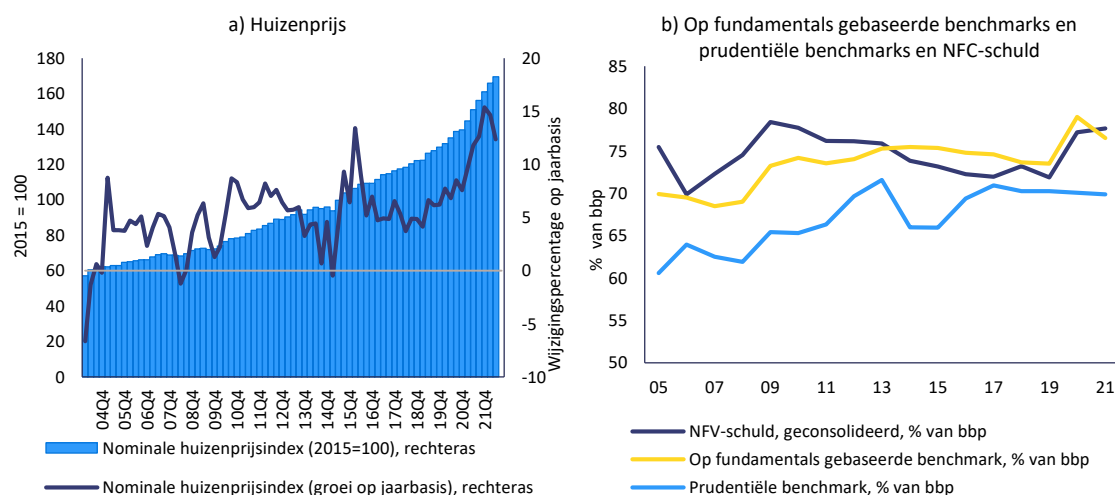 a) Huizenprijs
180
160
140
120
100
80
60
40
20
0
2015 = 100
20
15
10
5
0
-5
-10
Wijzigingspercentage op jaarbasis
04Q4
05Q4
06Q4
07Q4
08Q4
09Q4
10Q4
11Q4
12Q4
13Q4
14Q4
15Q4
16Q4
17Q4
18Q4
19Q4
20Q4
21Q4
Nominale huizenprijsindex (2015=100), rechteras
Nominale huizenprijsindex (groei op jaarbasis), rechteras
b) Op fundamentals gebaseerde benchmarks en
prudentiële benchmarks en NFC-schuld
85
80
75
70
65
60
55
50
% van bbp
05
07
09
11
13
15
17
19
21
NFV-schuld, geconsolideerd, % van bbp
Op fundamentals gebaseerde benchmark, % van bbp
Prudentiële benchmark, % van bbp